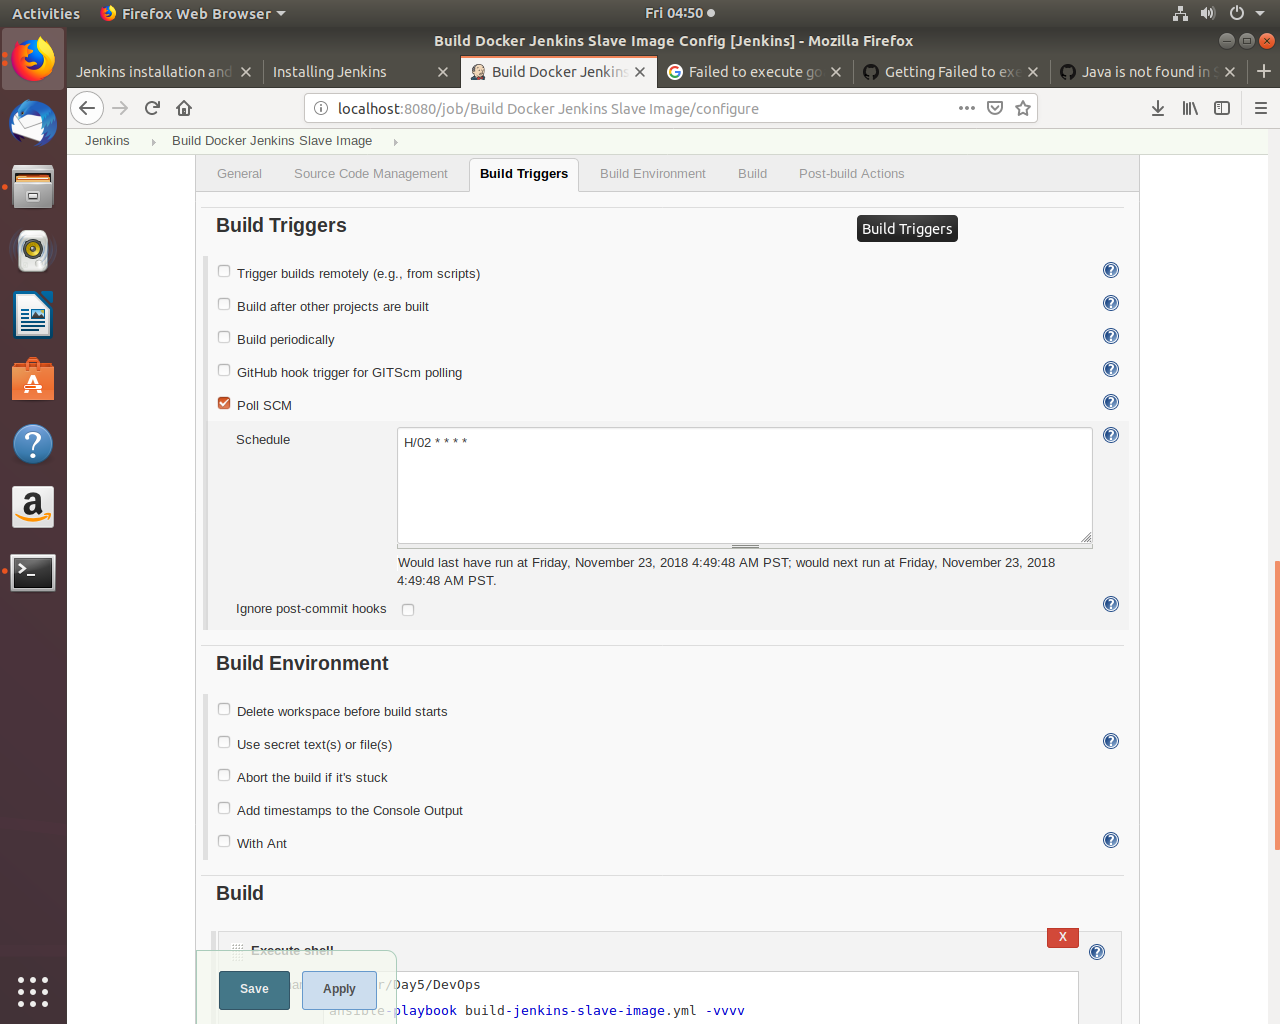 Activities
Firefox Web Browser
Fri 04:50
Build Docker Jenkins Slave Image Config [Jenkins] - Mozilla Firefox
Jenkins installation and
Installing Jenkins
Build Docker Jenkins
Failed to execute go
Getting Failed to exe
Java is not found in S
localhost:8080/job/Build Docker Jenkins Slave Image/configure
Jenkins
Build Docker Jenkins Slave Image
General
Source Code Management
Build Triggers
Build Environment
Build
Post-build Actions
Build Triggers
Build Triggers
Trigger builds remotely (e.g., from scripts)
Build after other projects are built
Build periodically
GitHub hook trigger for GITScm polling
Poll SCM
Schedule
H/02 * * * *
Would last have run at Friday, November 23, 2018 4:49:48 AM PST; would next run at Friday, November 23, 2018
4:49:48 AM PST.
Ignore post-commit hooks
Build Environment
Delete workspace before build starts
Use secret text(s) or file(s)
Abort the build if it's stuck
Add timestamps to the Console Output
With Ant
Build
Execute shell
X
r/Day5/DevOps
ansible-playbook build-jenkins-slave-image.yml -vvvv
Save
Apply